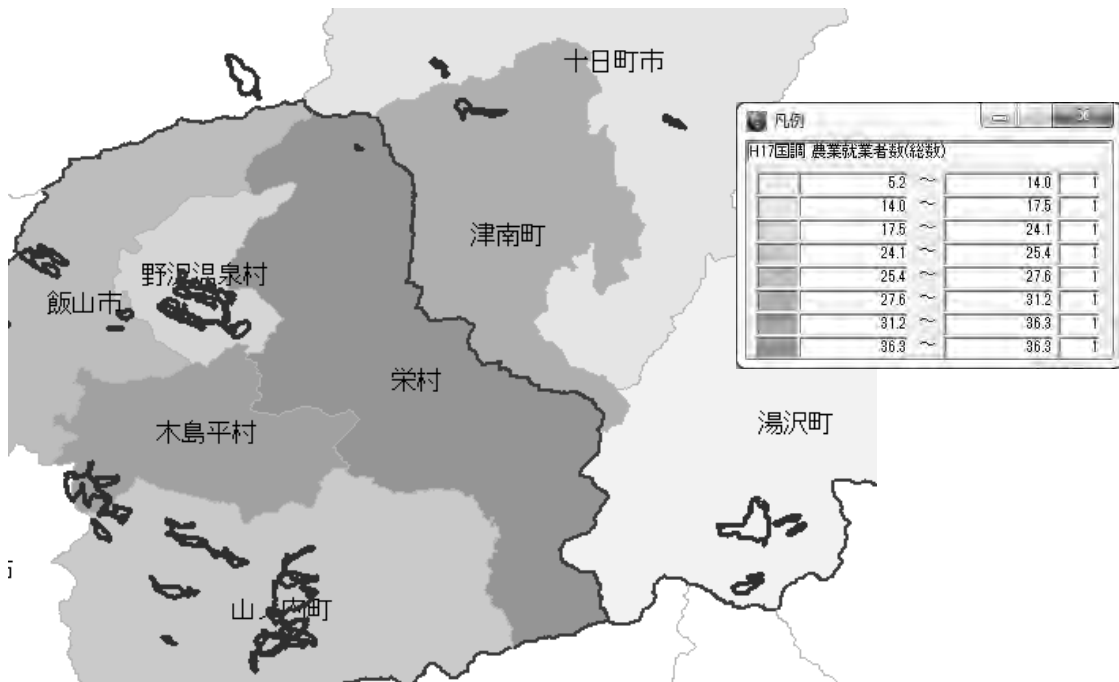 十日町市
津南町
野沢温泉村
飯山市
栄村
木島平村
湯沢町
山ノ内町
凡例
H17国調 農業就業者数(総数)
5.2 ～ 14.0 1
14.0 ～ 17.5 1
17.5 ～ 24.1 1
24.1 ～ 25.4 1
25.4 ～ 27.6 1
27.6 ～ 31.2 1
31.2 ～ 36.3 1
36.3 ～ 36.3 1